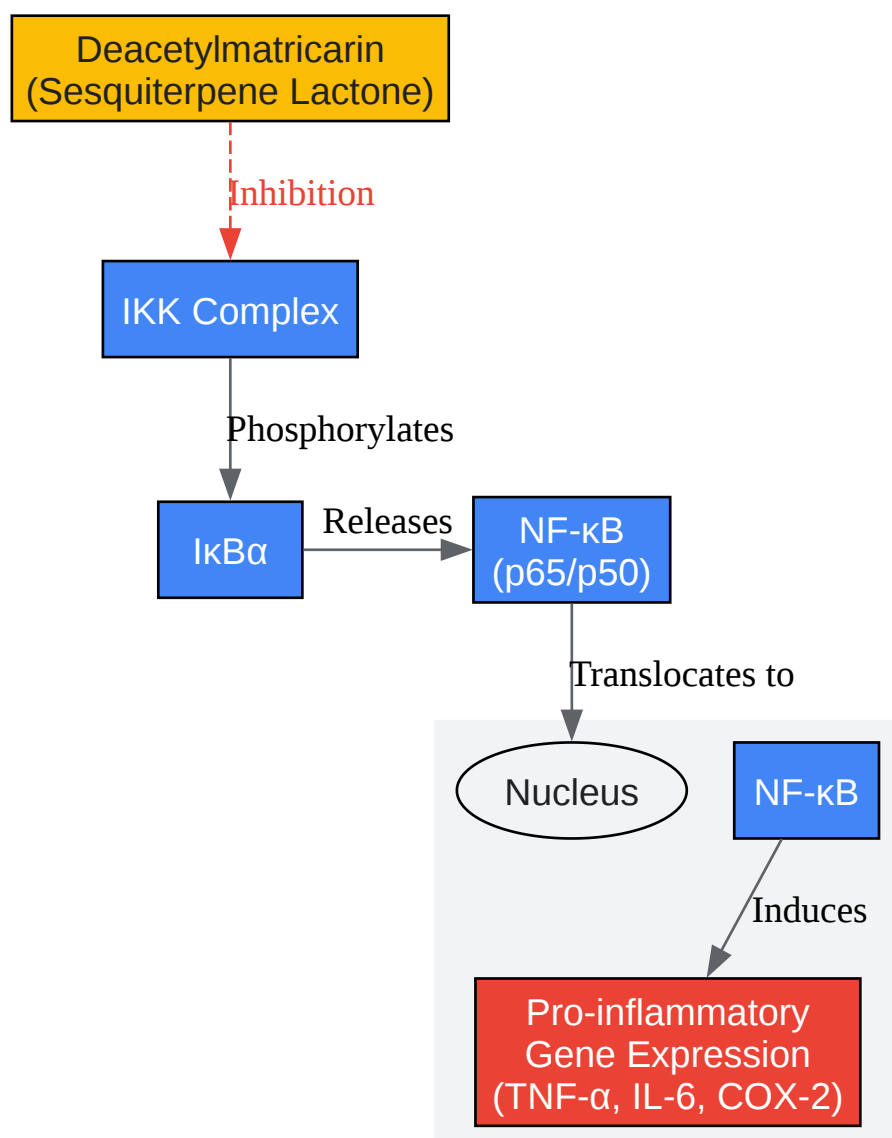 Deacetylmatricarin
(Sesquiterpene Lactone)
Inhibition
IKK Complex
Phosphorylates
IκBα
Releases
NF-κB
(p65/p50)
Translocates to
Nucleus
NF-κB
Induces
Pro-inflammatory
Gene Expression
(TNF-α, IL-6, COX-2)